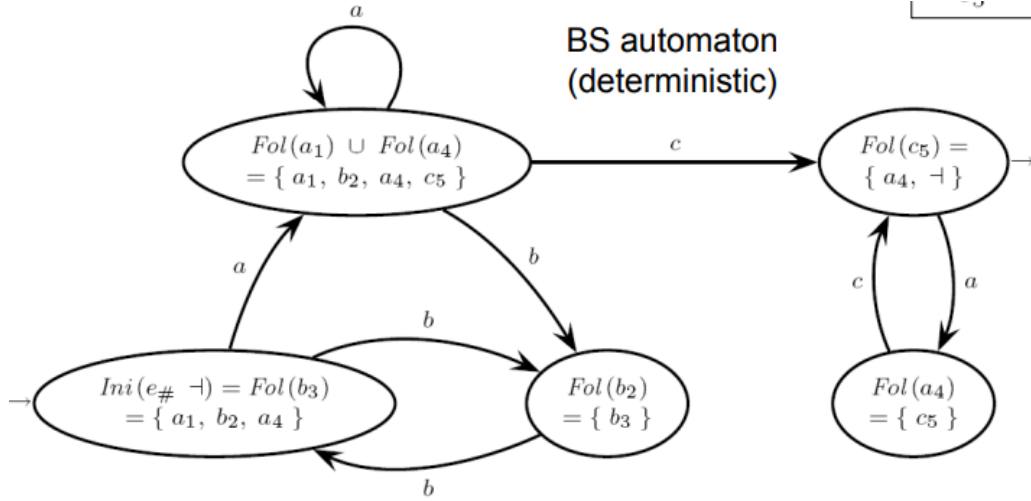 a
BS automaton
(deterministic)
Fol(a₁) ∪ Fol(a₄)
= { a₁, b₂, a₄, c₅ }
c
Fol(c₅) =
{ a₄, ⊣ }
a
b
c
a
b
Ini(e# ⊣) = Fol(b₃)
= { a₁, b₂, a₄ }
Fol(b₂)
= { b₃ }
Fol(a₄)
= { c₅ }
b